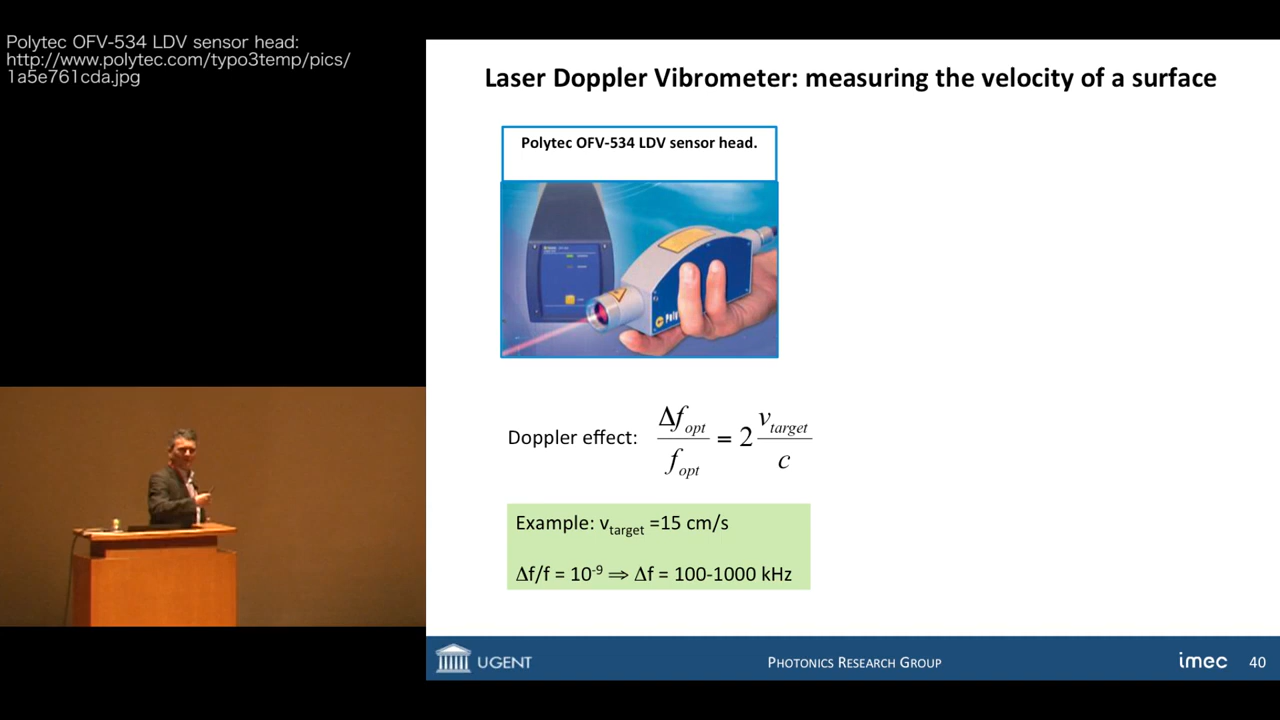 Polytec OFV-534 LDV sensor head:
http://www.polytec.com/typo3temp/pics/
1a5e761cda.jpg
Laser Doppler Vibrometer: measuring the velocity of a surface
Polytec OFV-534 LDV sensor head.
Doppler effect: Δf_opt / f_opt = 2 v_target / c
Example: v_target =15 cm/s
Δf/f = 10^-9 ⇒ Δf = 100-1000 kHz
UGENT
PHOTONICS RESEARCH GROUP
imec
40